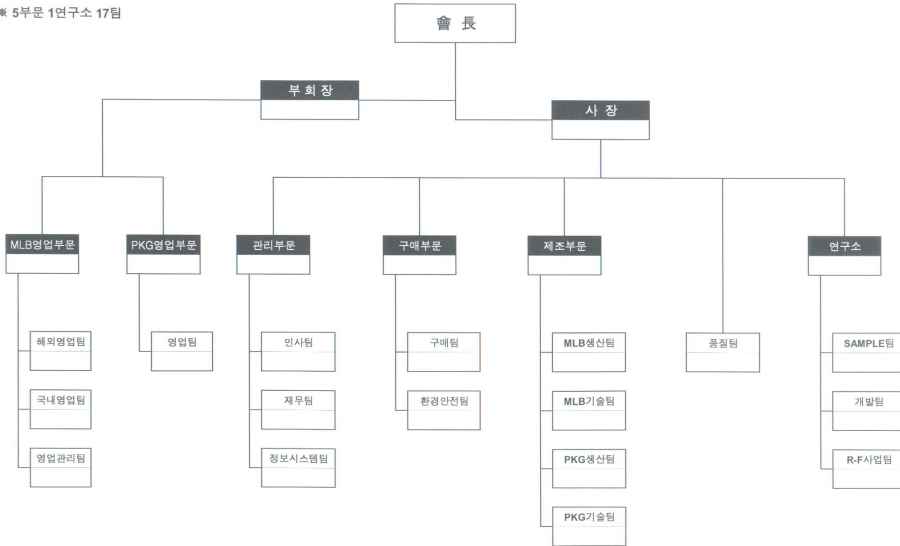 ※ 5부문 1연구소 17팀
會 長
부 회 장
사 장
MLB영업부문
PKG영업부문
관리부문
구매부문
제조부문
연구소
해외영업팀
영업팀
인사팀
구매팀
MLB생산팀
품질팀
SAMPLE팀
국내영업팀
재무팀
환경안전팀
MLB기술팀
개발팀
영업관리팀
정보시스템팀
PKG생산팀
R-F사업팀
PKG기술팀